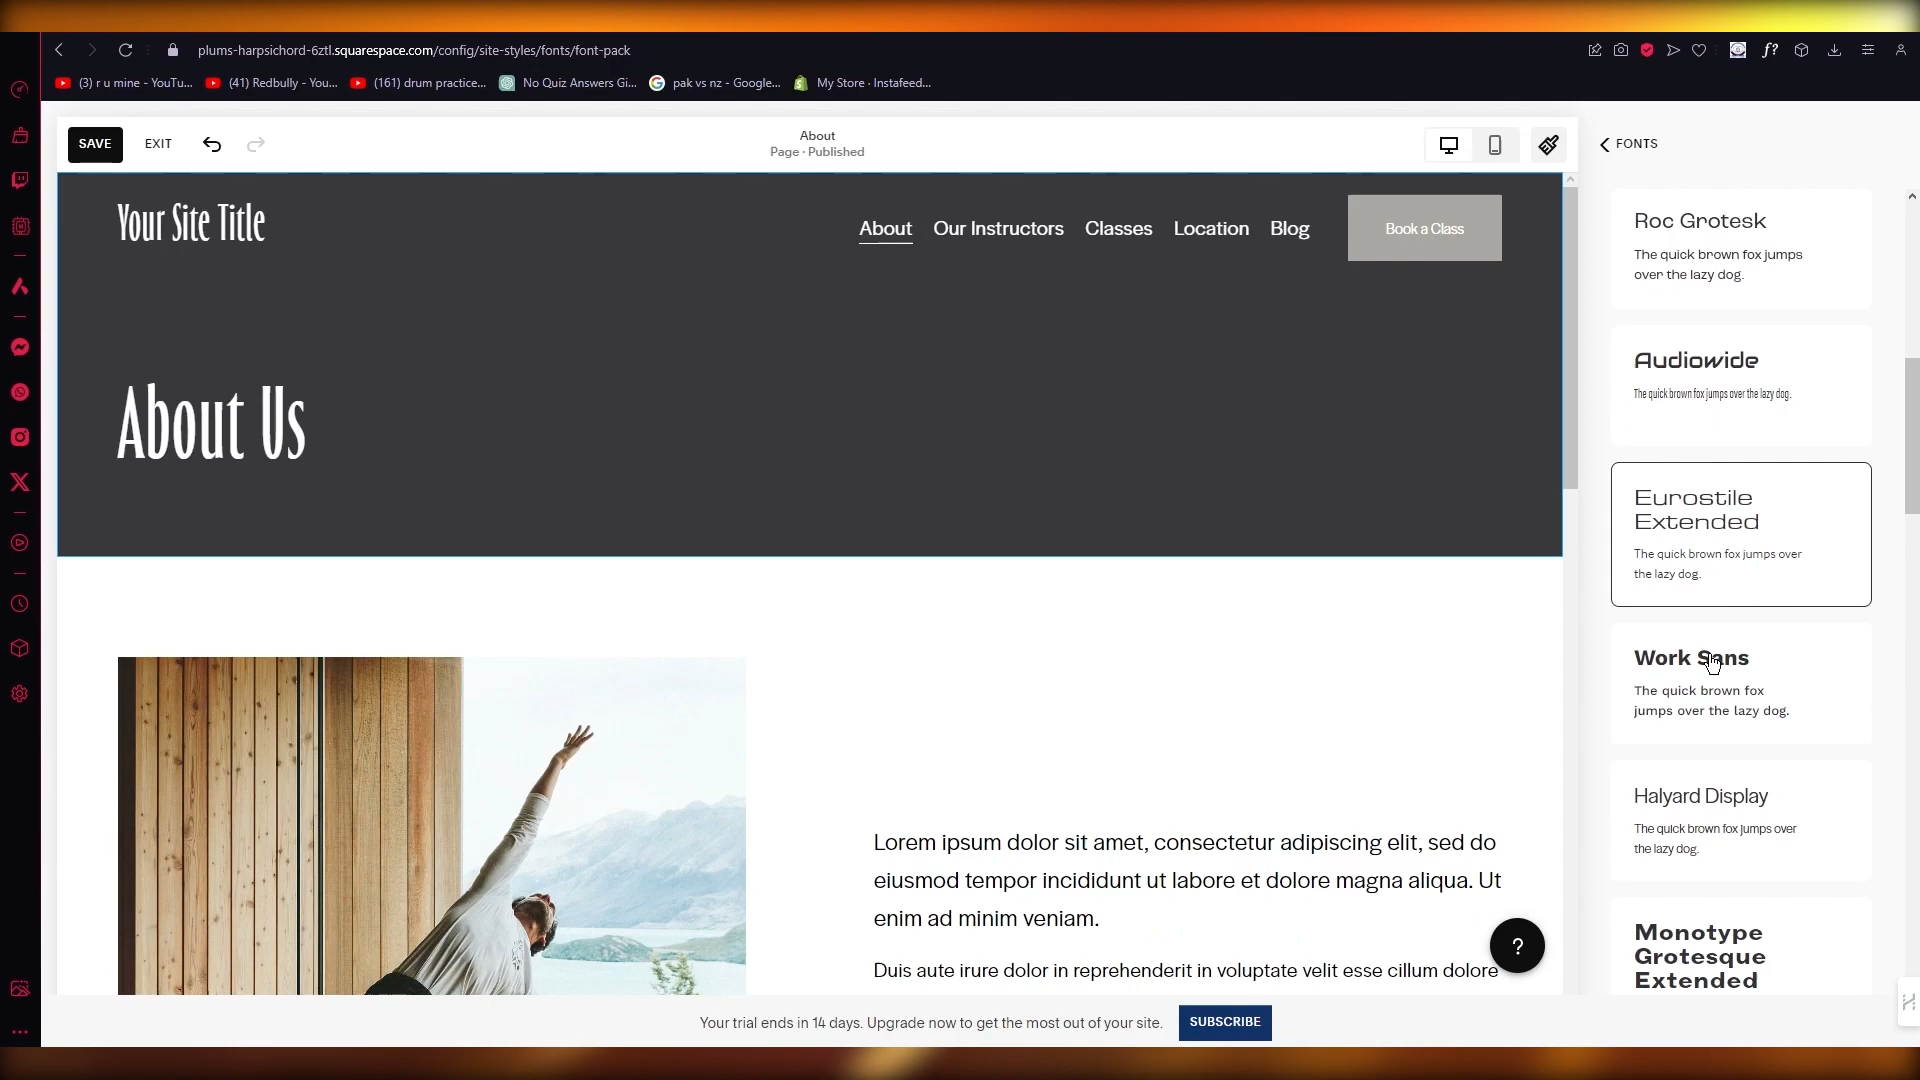 plums-harpsichord-6ztl.squarespace.com/config/site-styles/fonts/font-pack
(3) r u mine - YouTu...
(41) Redbully - You...
(161) drum practice...
No Quiz Answers Gi...
pak vs nz - Google...
My Store · Instafeed...
SAVE
EXIT
About
Page · Published
FONTS
Your Site Title
About
Our Instructors
Classes
Location
Blog
Book a Class
About Us
Lorem ipsum dolor sit amet, consectetur adipiscing elit, sed do
eiusmod tempor incididunt ut labore et dolore magna aliqua. Ut
enim ad minim veniam.
Duis aute irure dolor in reprehenderit in voluptate velit esse cillum dolore
?
Roc Grotesk
The quick brown fox jumps
over the lazy dog.
Audiowide
The quick brown fox jumps over the lazy dog.
Eurostile
Extended
The quick brown fox jumps over
the lazy dog.
Work Sans
The quick brown fox
jumps over the lazy dog.
Halyard Display
The quick brown fox jumps over
the lazy dog.
Monotype
Grotesque
Extended
Your trial ends in 14 days. Upgrade now to get the most out of your site.
SUBSCRIBE